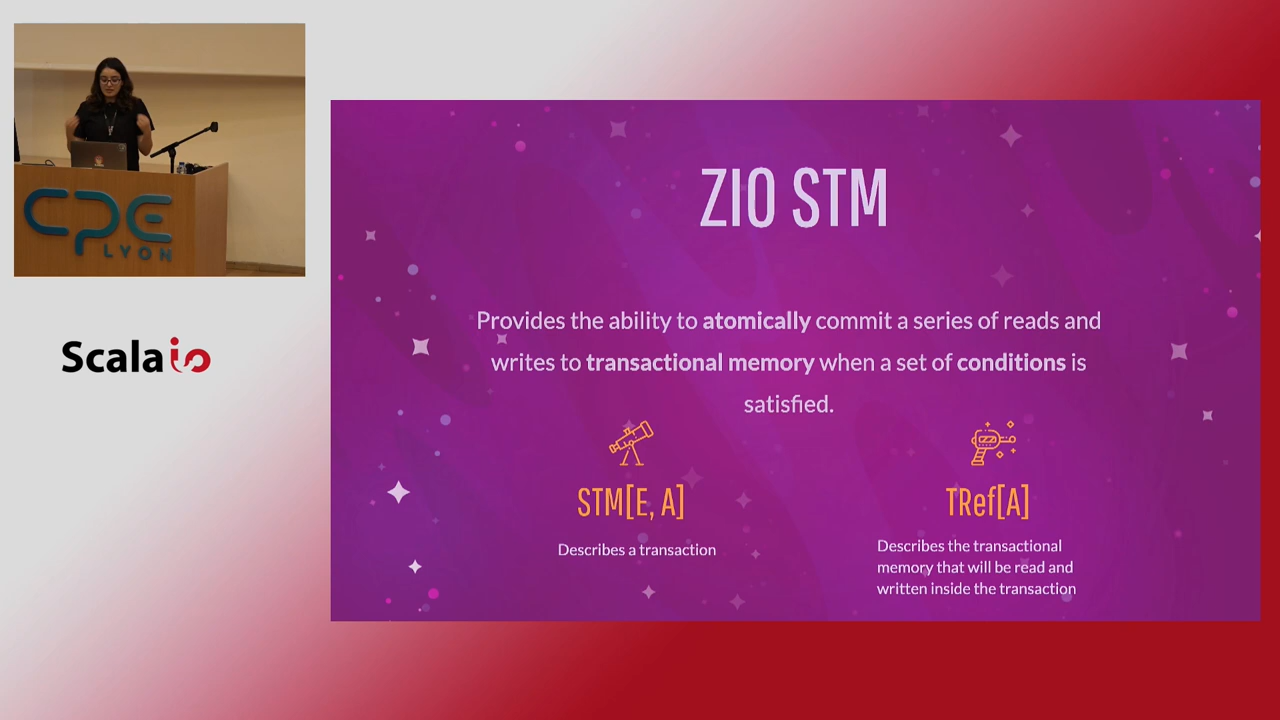 CPE
LYON
Scala io
ZIO STM
Provides the ability to atomically commit a series of reads and
writes to transactional memory when a set of conditions is
satisfied.
STM[E, A]
Describes a transaction
TRef[A]
Describes the transactional
memory that will be read and
written inside the transaction